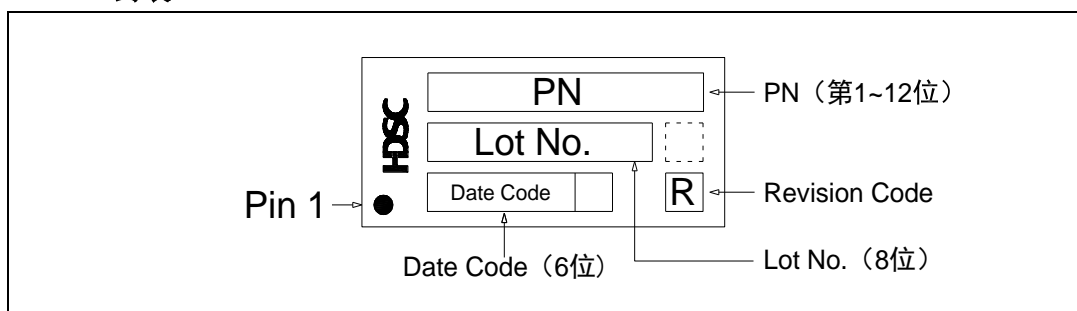 PN
PN（第1~12位）
HDSC
Lot No.
Date Code
R
Revision Code
Pin 1
Date Code（6位）
Lot No.（8位）